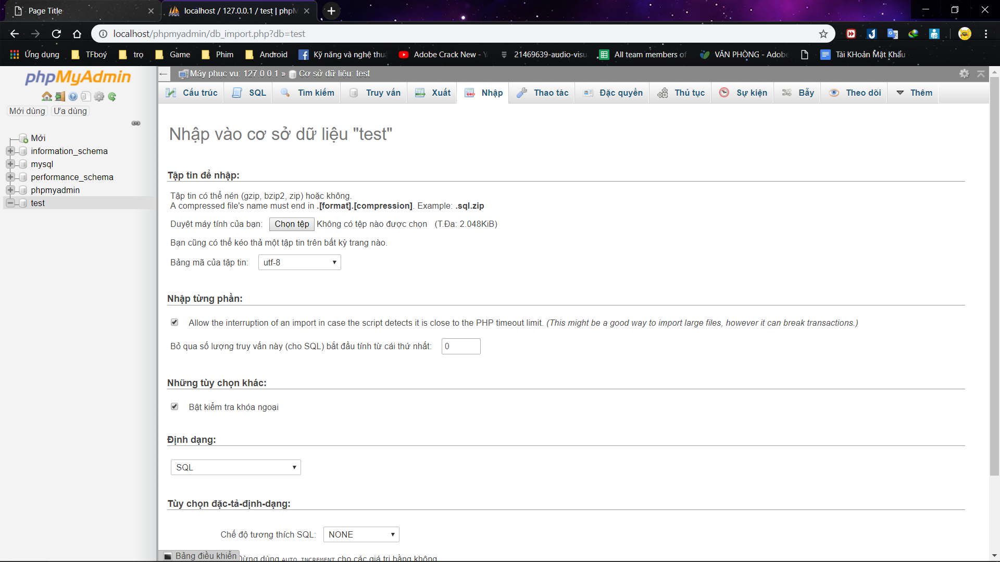 Page Title
localhost / 127.0.0.1 / test | phpM
localhost/phpmyadmin/db_import.php?db=test
Ứng dụng
TFboý
trọ
Game
Phim
Android
Kỹ năng và nghệ thu
Adobe Crack New - Y
21469639-audio-visu
All team members of
VĂN PHÒNG - Adobe
Tài KHoản Mật Khẩu
phpMyAdmin
Mới dùng
Ưa dùng
Mới
information_schema
mysql
performance_schema
phpmyadmin
test
Máy phục vụ: 127.0.0.1 » Cơ sở dữ liệu: test
Cấu trúc
SQL
Tìm kiếm
Truy vấn
Xuất
Nhập
Thao tác
Đặc quyền
Thủ tục
Sự kiện
Bẫy
Theo dõi
Thêm
Nhập vào cơ sở dữ liệu "test"
Tập tin để nhập:
Tập tin có thể nén (gzip, bzip2, zip) hoặc không.
A compressed file's name must end in .[format].[compression]. Example: .sql.zip
Duyệt máy tính của bạn: Chọn tệp Không có tệp nào được chọn (T.Đa: 2.048KiB)
Bạn cũng có thể kéo thả một tập tin trên bất kỳ trang nào.
Bảng mã của tập tin: utf-8
Nhập từng phần:
Allow the interruption of an import in case the script detects it is close to the PHP timeout limit. (This might be a good way to import large files, however it can break transactions.)
Bỏ qua số lượng truy vấn này (cho SQL) bắt đầu tính từ cái thứ nhất: 0
Những tùy chọn khác:
Bật kiểm tra khóa ngoại
Định dạng:
SQL
Tùy chọn đặc-tả-định-dạng:
Chế độ tương thích SQL: NONE
Bảng điều khiển
Đừng dùng AUTO_INCREMENT cho các giá trị bằng không